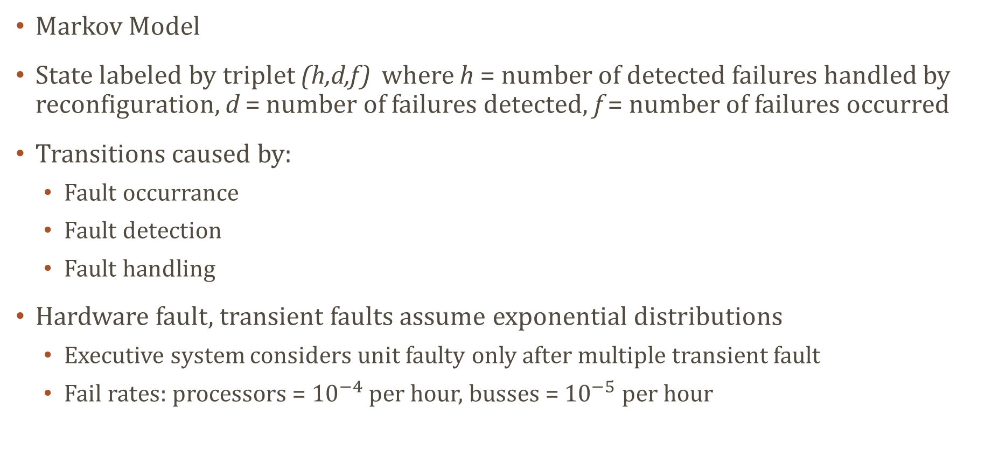 • Markov Model
• State labeled by triplet (h,d,f) where h = number of detected failures handled by
reconfiguration, d = number of failures detected, f = number of failures occurred
• Transitions caused by:
• Fault occurrance
• Fault detection
• Fault handling
• Hardware fault, transient faults assume exponential distributions
• Executive system considers unit faulty only after multiple transient fault
• Fail rates: processors = 10⁻⁴ per hour, busses = 10⁻⁵ per hour